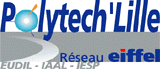 Polytech'Lille
Réseau eiffel
EUDIL - IAAL - IESP